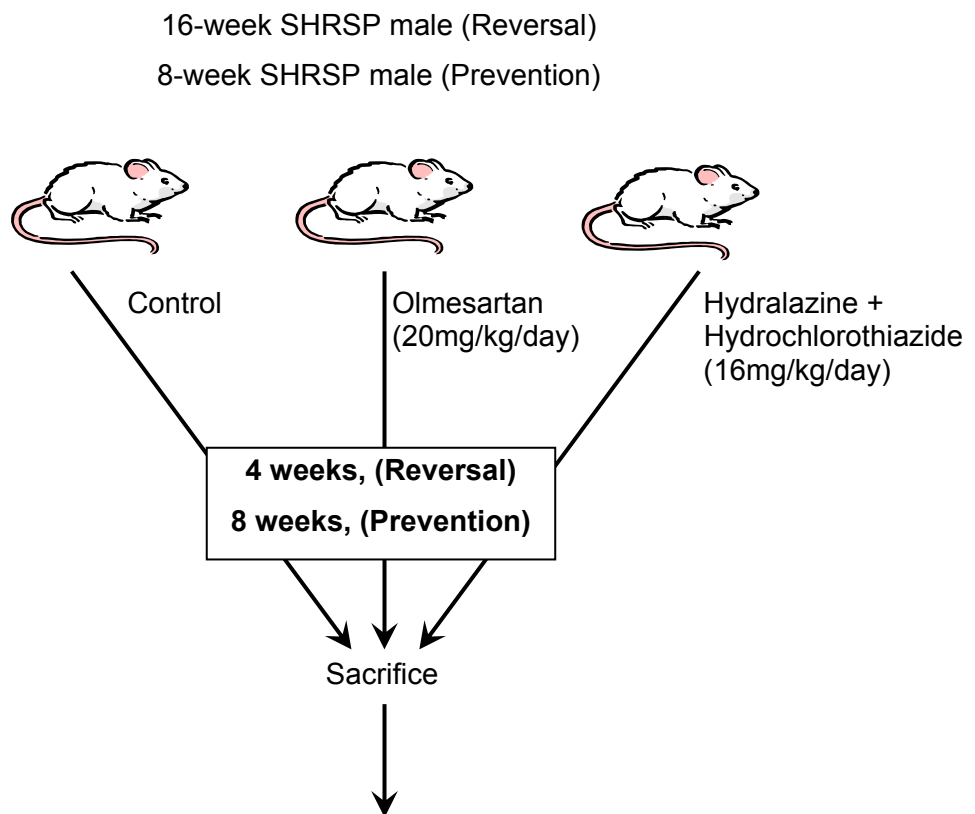 16-week SHRSP male (Reversal)
8-week SHRSP male (Prevention)
Control
Olmesartan
(20mg/kg/day)
Hydralazine +
Hydrochlorothiazide
(16mg/kg/day)
4 weeks, (Reversal)
8 weeks, (Prevention)
Sacrifice